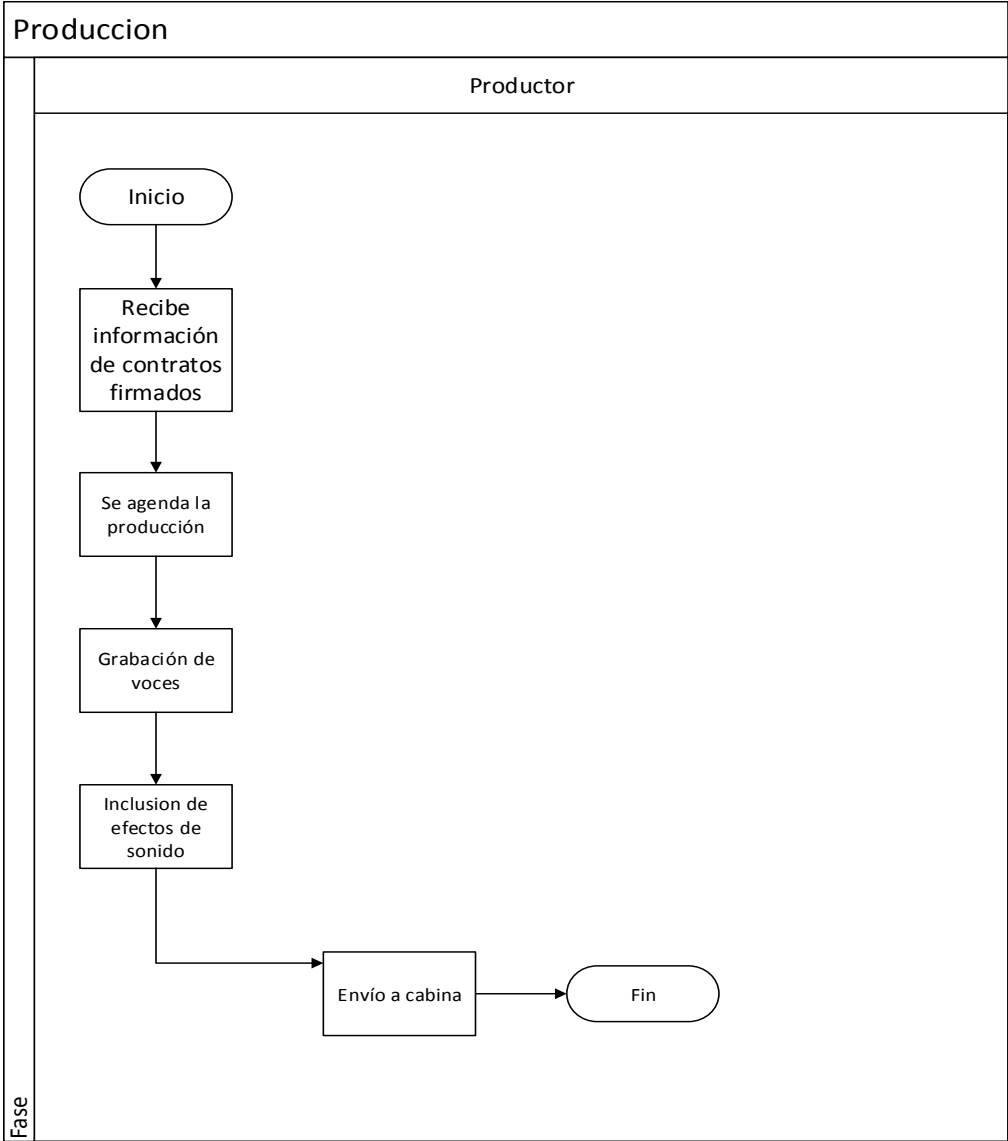 Produccion
Productor
Inicio
Recibe
información
de contratos
firmados
Se agenda la
producción
Grabación de
voces
Inclusion de
efectos de
sonido
Envío a cabina
Fin
Fase